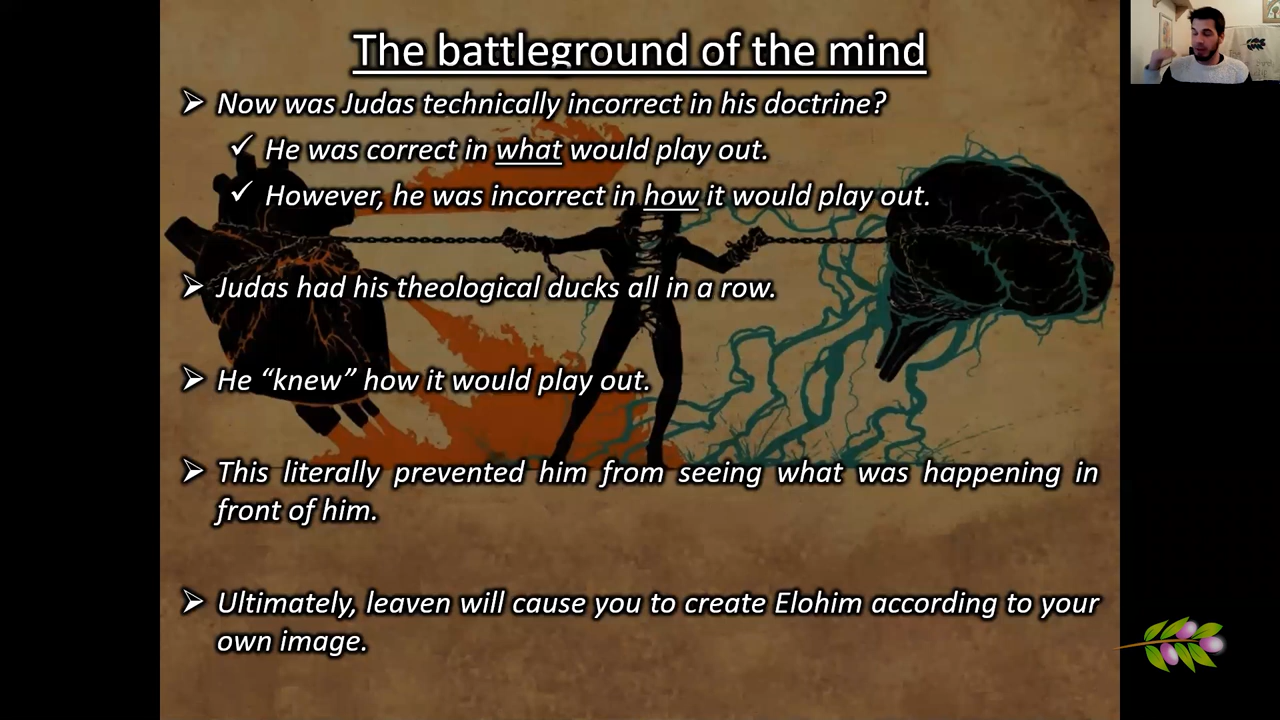 The battleground of the mind
➢ Now was Judas technically incorrect in his doctrine?
✓ He was correct in what would play out.
✓ However, he was incorrect in how it would play out.
➢ Judas had his theological ducks all in a row.
➢ He “knew” how it would play out.
➢ This literally prevented him from seeing what was happening in
front of him.
➢ Ultimately, leaven will cause you to create Elohim according to your
own image.